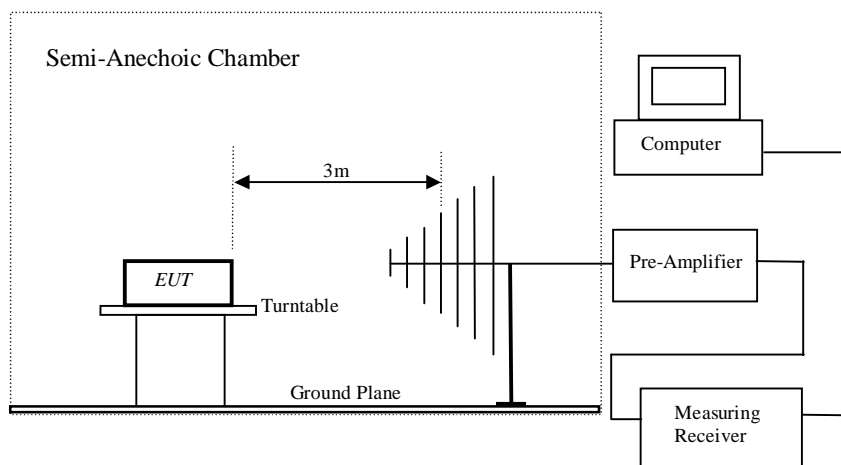 Semi-Anechoic Chamber
Computer
3m
Pre-Amplifier
EUT
Turntable
Ground Plane
Measuring
Receiver